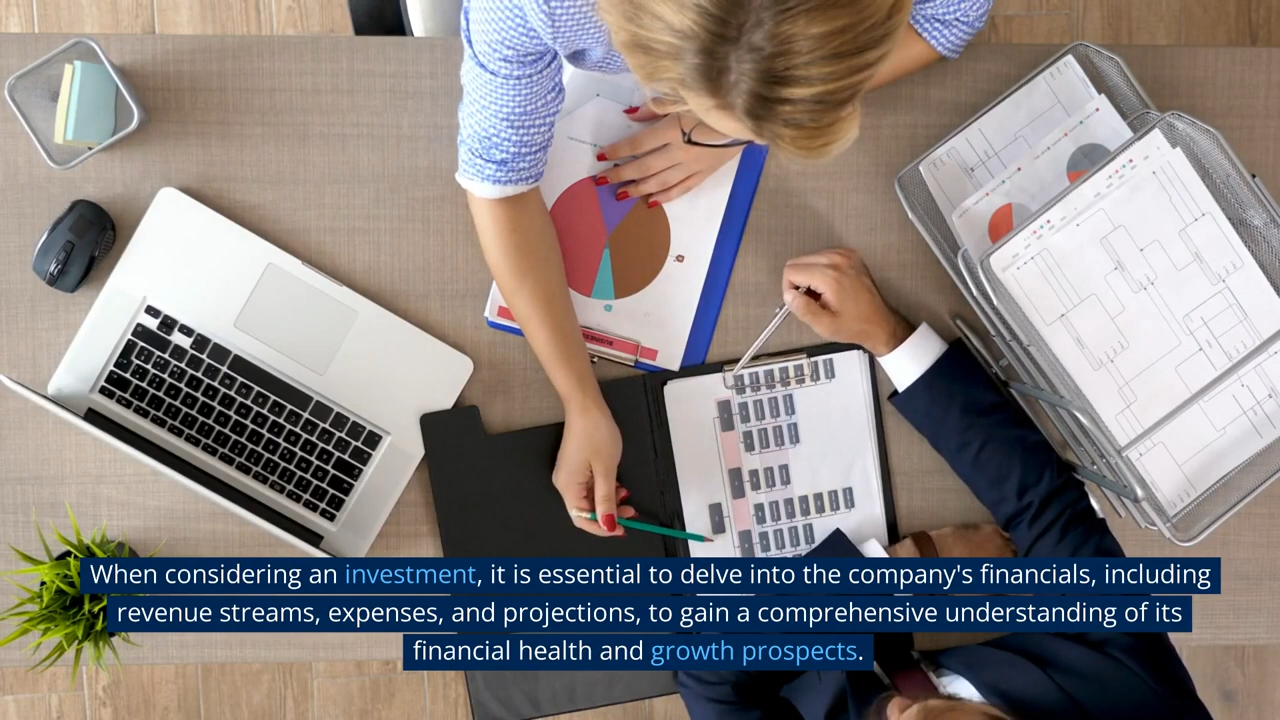 BUSINESS
When considering an investment, it is essential to delve into the company's financials, including
revenue streams, expenses, and projections, to gain a comprehensive understanding of its
financial health and growth prospects.